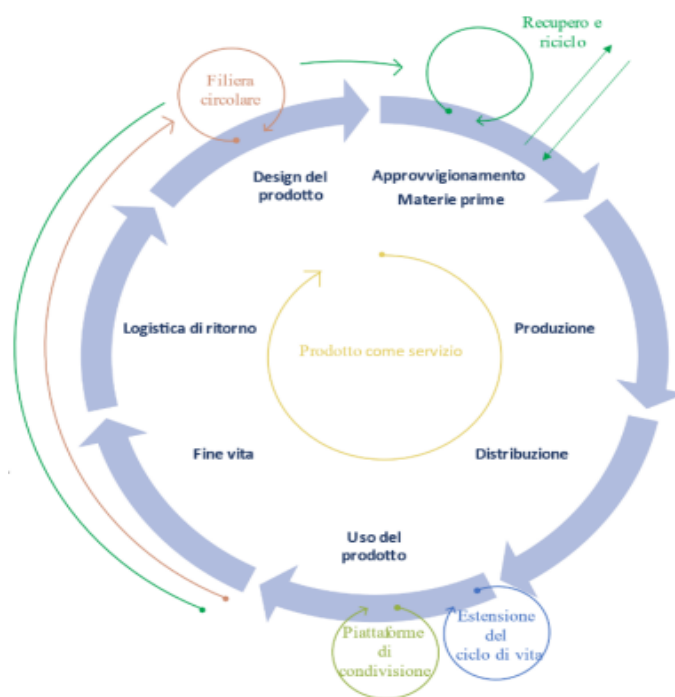 Recupero e
riciclo
Filiera
circolare
Design del
prodotto
Approvvigionamento
Materie prime
Logistica di ritorno
Prodotto come servizio
Produzione
Fine vita
Distribuzione
Uso del
prodotto
Piattaforme
di
condivisione
Estensione
del
ciclo di vita